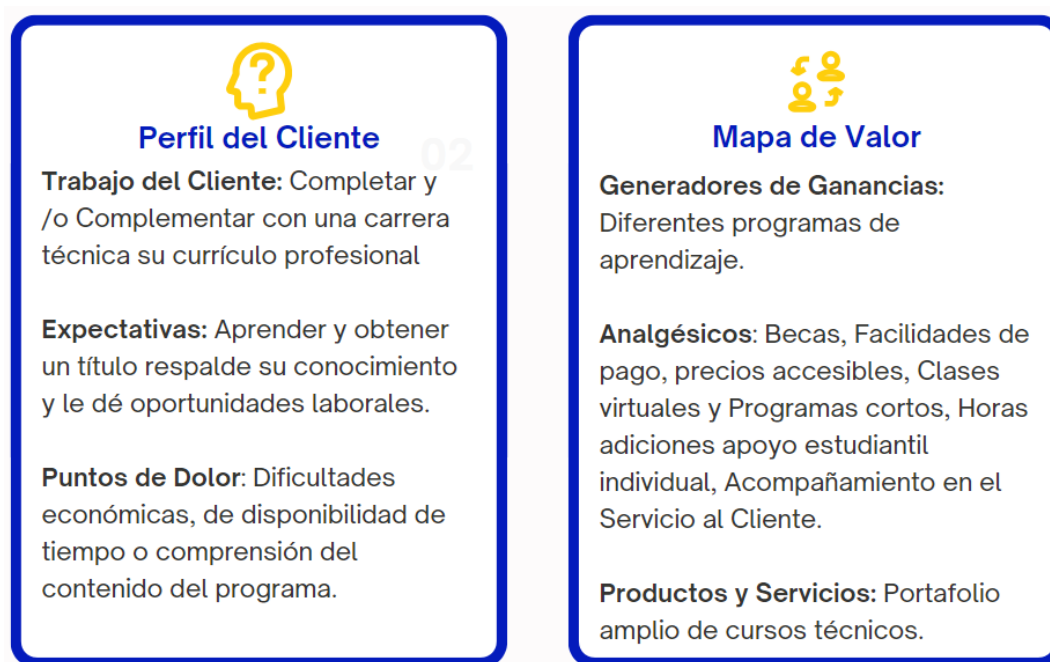 ?
Perfil del Cliente
02
Trabajo del Cliente: Completar y
/o Complementar con una carrera
técnica su currículo profesional
Expectativas: Aprender y obtener
un título respalde su conocimiento
y le dé oportunidades laborales.
Puntos de Dolor: Dificultades
económicas, de disponibilidad de
tiempo o comprensión del
contenido del programa.
Mapa de Valor
Generadores de Ganancias:
Diferentes programas de
aprendizaje.
Analgésicos: Becas, Facilidades de
pago, precios accesibles, Clases
virtuales y Programas cortos, Horas
adiciones apoyo estudiantil
individual, Acompañamiento en el
Servicio al Cliente.
Productos y Servicios: Portafolio
amplio de cursos técnicos.